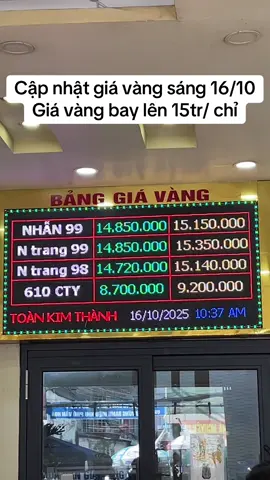 Cập nhật giá vàng sáng 16/10
Giá vàng bay lên 15tr/ chỉ
BẢNG GIÁ VÀNG
NHẪN 99 14.850.000 15.150.000
N trang 99 14.850.000 15.350.000
N trang 98 14.720.000 15.140.000
610 CTY 8.700.000 9.200.000
TOÀN KIM THÀNH 16/10/2025 10:37 AM